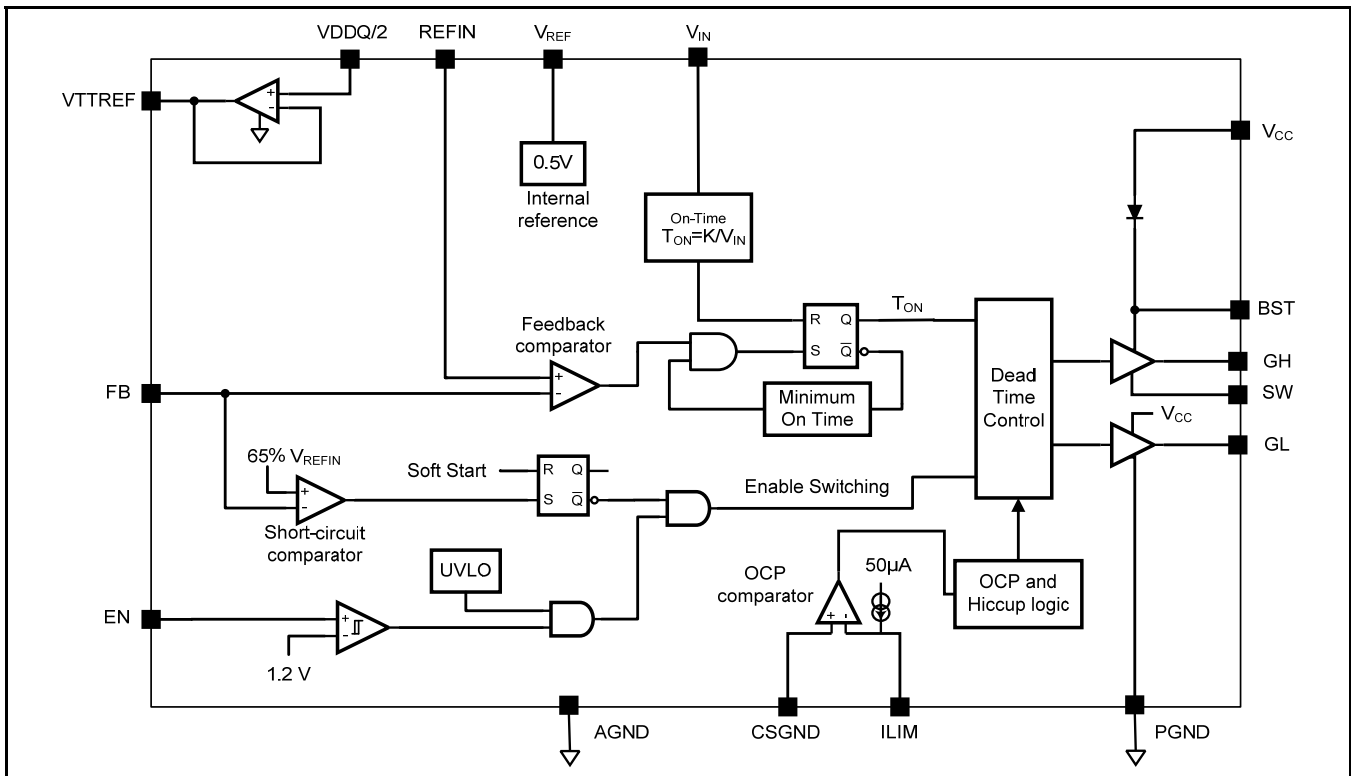 VDDQ/2 REFIN VREF VIN
VTTREF
+
-
VCC
0.5V
Internal
reference
On-Time
TON=K/VIN
BST
R Q TON
Feedback
comparator
S Q̅
+
-
GH
FB
Dead
Time
Control
SW
Minimum
On Time
VCC
GL
65% VREFIN
Soft Start
R Q
+
-
S Q̅
Enable Switching
Short-circuit
comparator
UVLO
OCP
comparator
50µA
OCP and
Hiccup logic
+ -
EN
+
-
1.2 V
AGND CSGND ILIM PGND